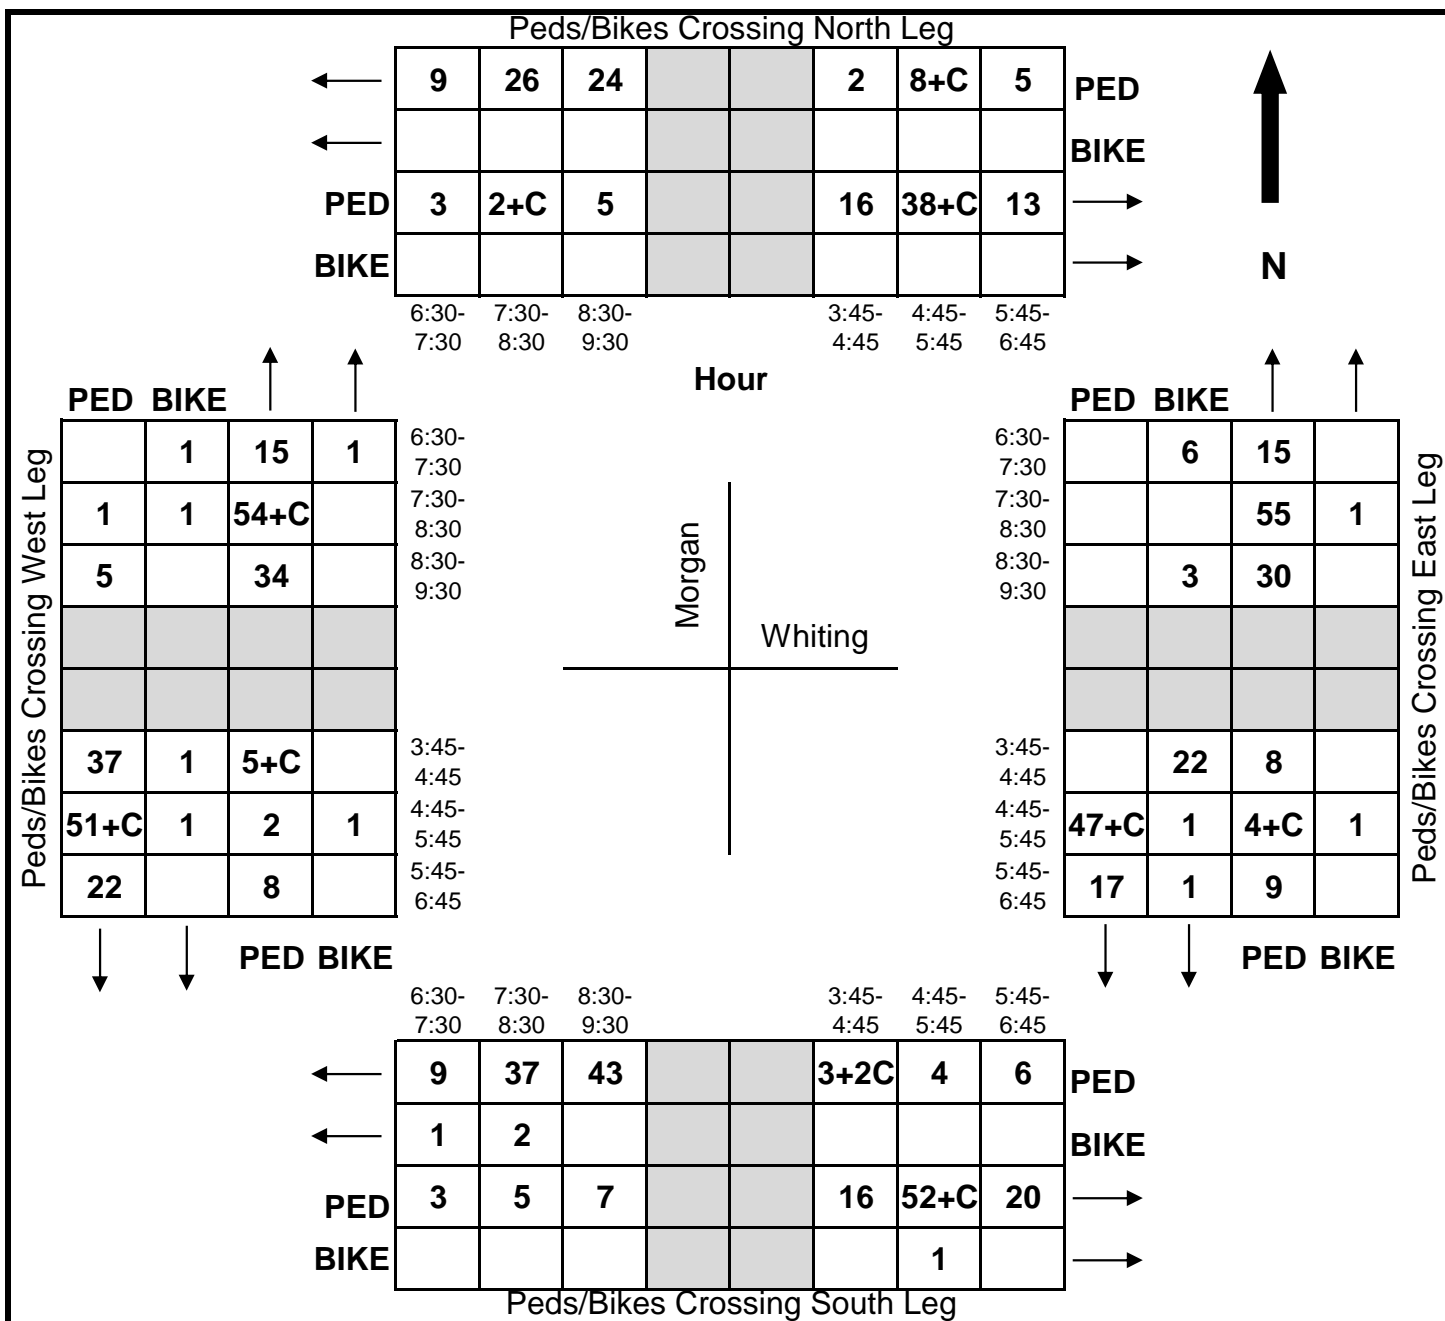 Peds/Bikes Crossing North Leg
9 26 24 2 8+C 5 PED
BIKE
PED 3 2+C 5 16 38+C 13
BIKE
N
6:30- 7:30- 8:30- 3:45- 4:45- 5:45-
7:30 8:30 9:30 4:45 5:45 6:45
Hour
Peds/Bikes Crossing West Leg
PED BIKE
1 15 1 6:30-
7:30
1 1 54+C 7:30-
8:30
5 34 8:30-
9:30
37 1 5+C 3:45-
4:45
51+C 1 2 1 4:45-
5:45
22 8 5:45-
6:45
PED BIKE
Morgan
Whiting
PED BIKE
6:30-
7:30 6 15
7:30-
8:30 55 1
8:30-
9:30 3 30
3:45-
4:45 22 8
4:45-
5:45 47+C 1 4+C 1
5:45-
6:45 17 1 9
PED BIKE
Peds/Bikes Crossing East Leg
6:30- 7:30- 8:30- 3:45- 4:45- 5:45-
7:30 8:30 9:30 4:45 5:45 6:45
9 37 43 3+2C 4 6 PED
1 2 BIKE
PED 3 5 7 16 52+C 20
BIKE 1
Peds/Bikes Crossing South Leg